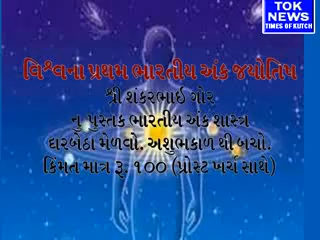 TOK
NEWS
TIMES OF KUTCH
વિશ્વના પ્રથમ ભારતીય અંક જયોતિષ
શ્રી શંકરભાઈ ગોર
નુ પુસ્તક ભારતીય અંક શાસ્ત્ર
ઘરબેઠા મેળવો. અશુભકાળ થી બચો.
કિંમત માત્ર રૂ. ૧૦૦ (પ્રોસ્ટ ખર્ચ સાથે)